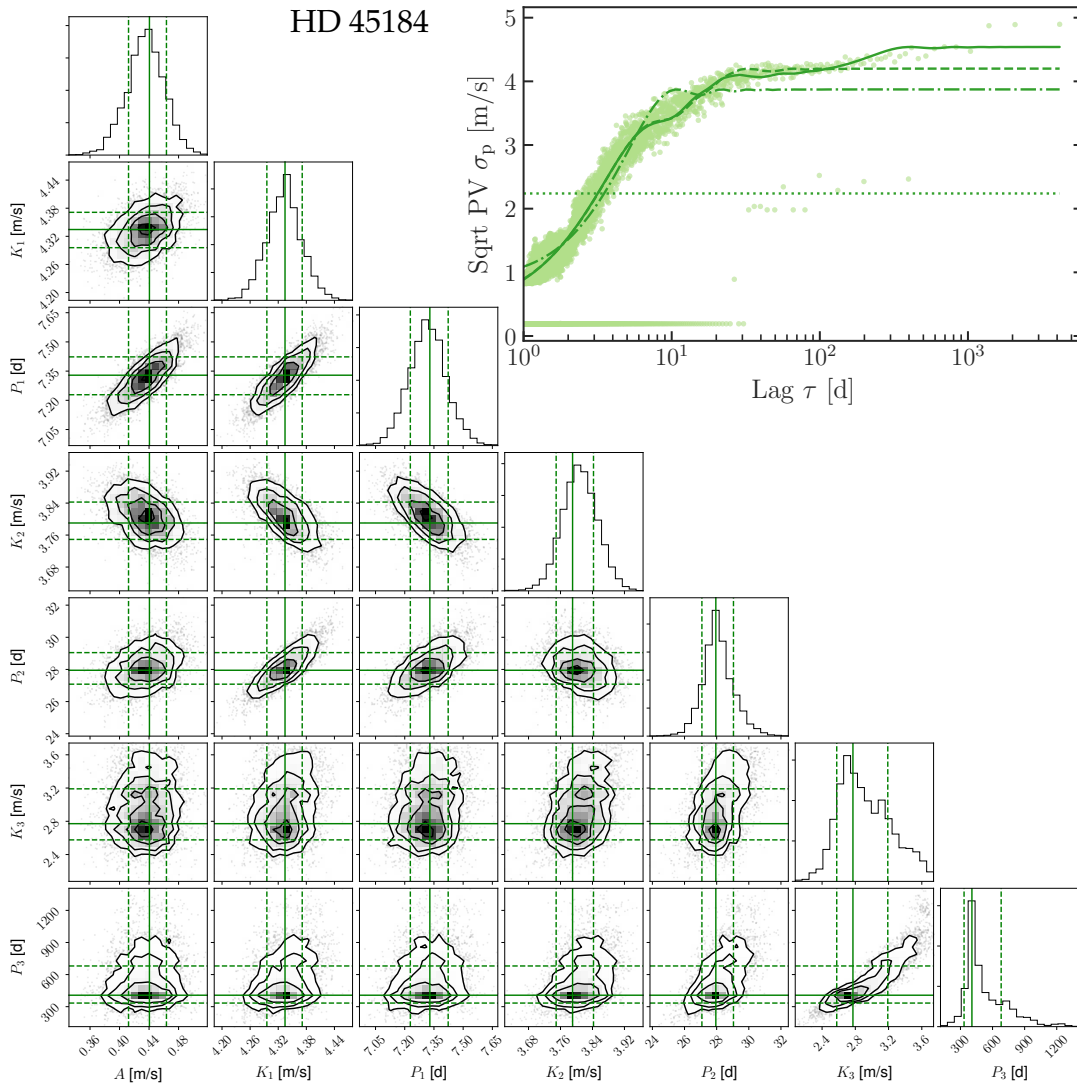 HD 45184
Sqrt PV σp [m/s]
5
4
3
2
1
0
10^0 10^1 10^2 10^3
Lag τ [d]
K1 [m/s]
4.44
4.38
4.32
4.26
4.20
P1 [d]
7.65
7.50
7.35
7.20
7.05
K2 [m/s]
3.92
3.84
3.76
3.68
P2 [d]
32
30
28
26
24
K3 [m/s]
3.6
3.2
2.8
2.4
P3 [d]
1200
900
600
300
0.36 0.40 0.44 0.48 4.20 4.26 4.32 4.38 4.44 7.05 7.20 7.35 7.50 7.65 3.68 3.76 3.84 3.92 24 26 28 30 32 2.4 2.8 3.2 3.6 300 600 900 1200
A [m/s] K1 [m/s] P1 [d] K2 [m/s] P2 [d] K3 [m/s] P3 [d]